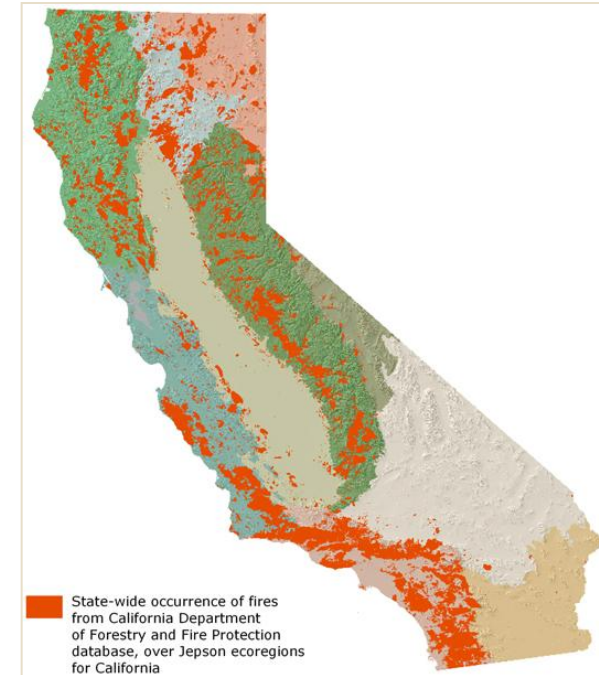 State-wide occurrence of fires
from California Department
of Forestry and Fire Protection
database, over Jepson ecoregions
for California